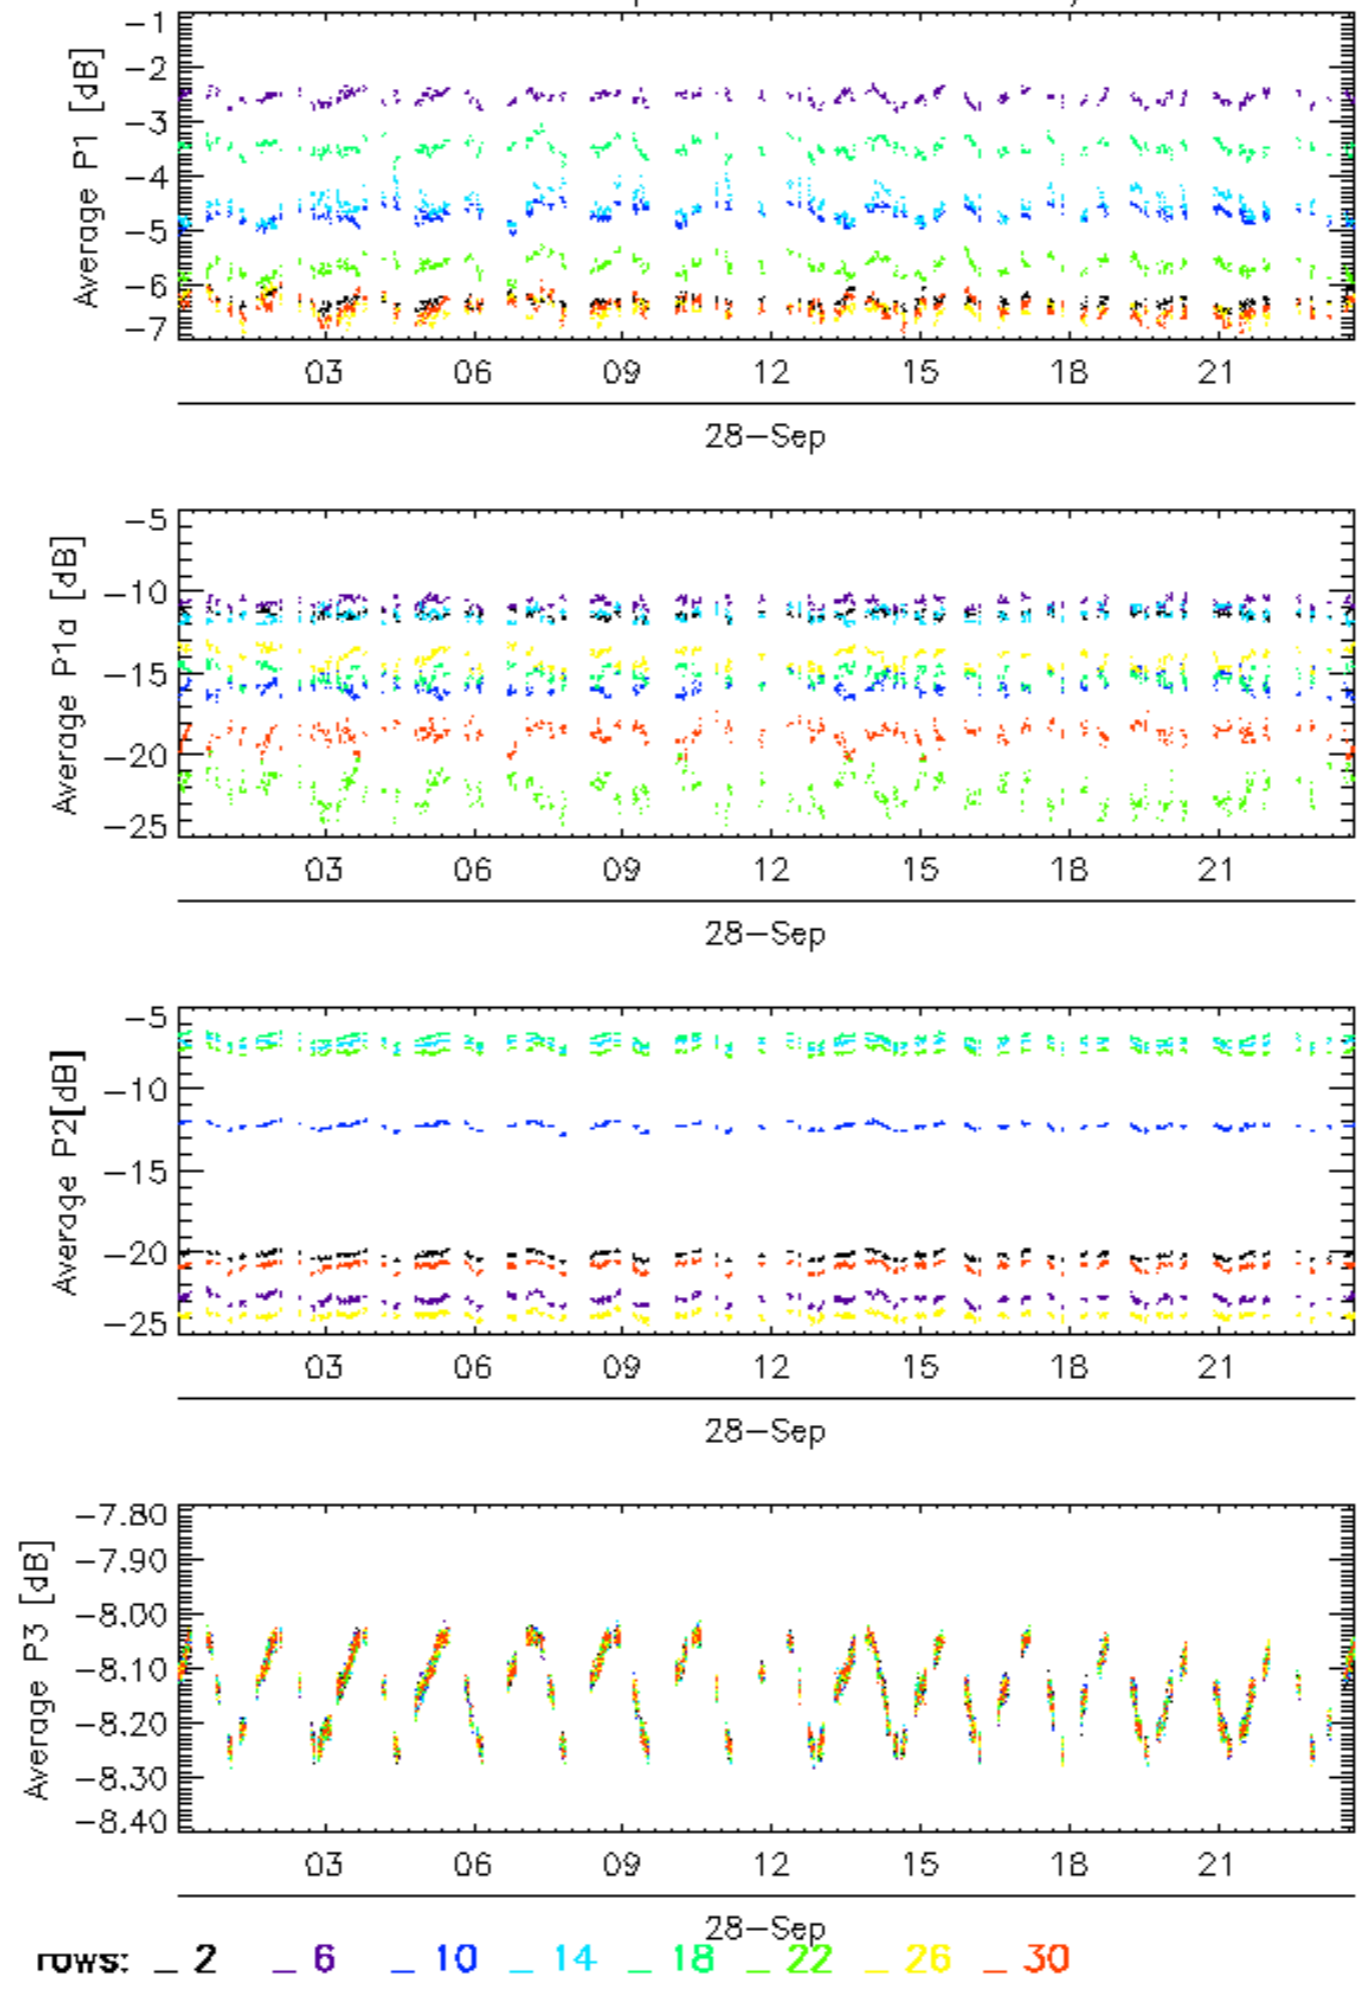 Average P1 [dB]
-1
-2
-3
-4
-5
-6
-7
03 06 09 12 15 18 21
28-Sep
Average P1a [dB]
-5
-10
-15
-20
-25
03 06 09 12 15 18 21
28-Sep
Average P2[dB]
-5
-10
-15
-20
-25
03 06 09 12 15 18 21
28-Sep
Average P3 [dB]
-7.80
-7.90
-8.00
-8.10
-8.20
-8.30
-8.40
03 06 09 12 15 18 21
28-Sep
rows: _ 2 _ 6 _ 10 _ 14 _ 18 _ 22 _ 26 _ 30